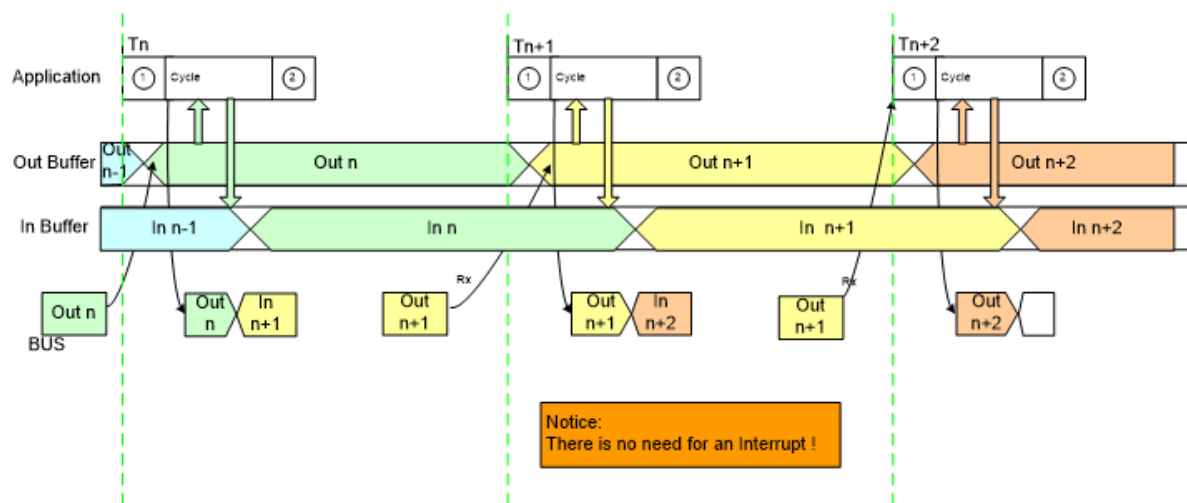 Tn
Tn+1
Tn+2
Application
1
Cycle
2
1
Cycle
2
1
Cycle
2
Out Buffer
Out
n-1
Out n
Out n+1
Out n+2
In Buffer
In n-1
In n
In n+1
In n+2
Rx
Rx
Out n
Out
n
In
n+1
Out
n+1
Out
n+1
In
n+2
Out
n+1
Out
n+2
BUS
Notice:
There is no need for an Interrupt !